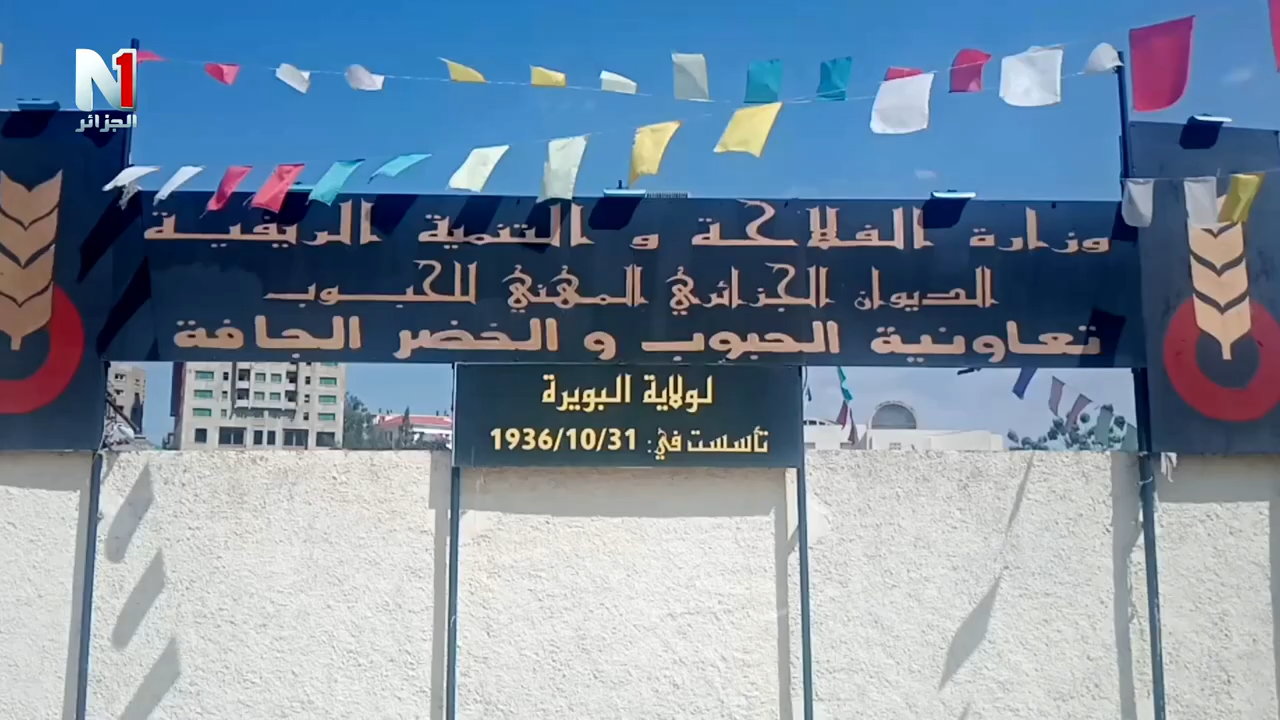 N1
الجزائر
وزارة الفلاحة و التنمية الريفية
الديوان الجزائري المهني للحبوب
تعاونية الحبوب و الخضر الجافة
لولاية البويرة
تأسست في: 1936/10/31